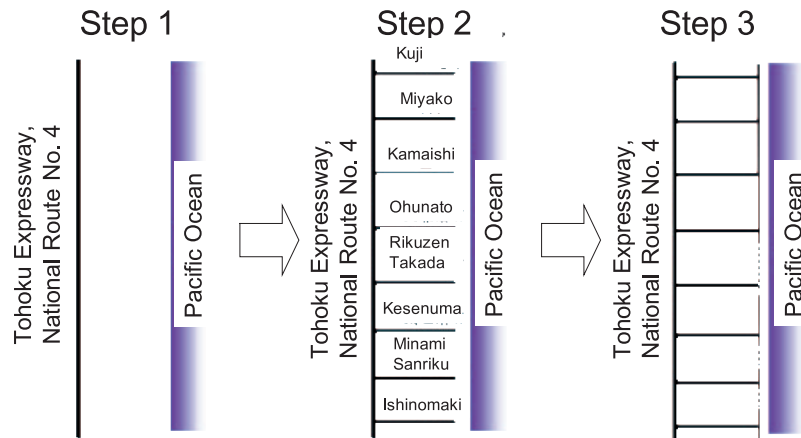 Step 1
Step 2
Step 3
Tohoku Expressway,
National Route No. 4
Pacific Ocean
Tohoku Expressway,
National Route No. 4
Kuji
Miyako
Kamaishi
Ohunato
Rikuzen
Takada
Kesenuma
Minami
Sanriku
Ishinomaki
Pacific Ocean
Tohoku Expressway,
National Route No. 4
Pacific Ocean